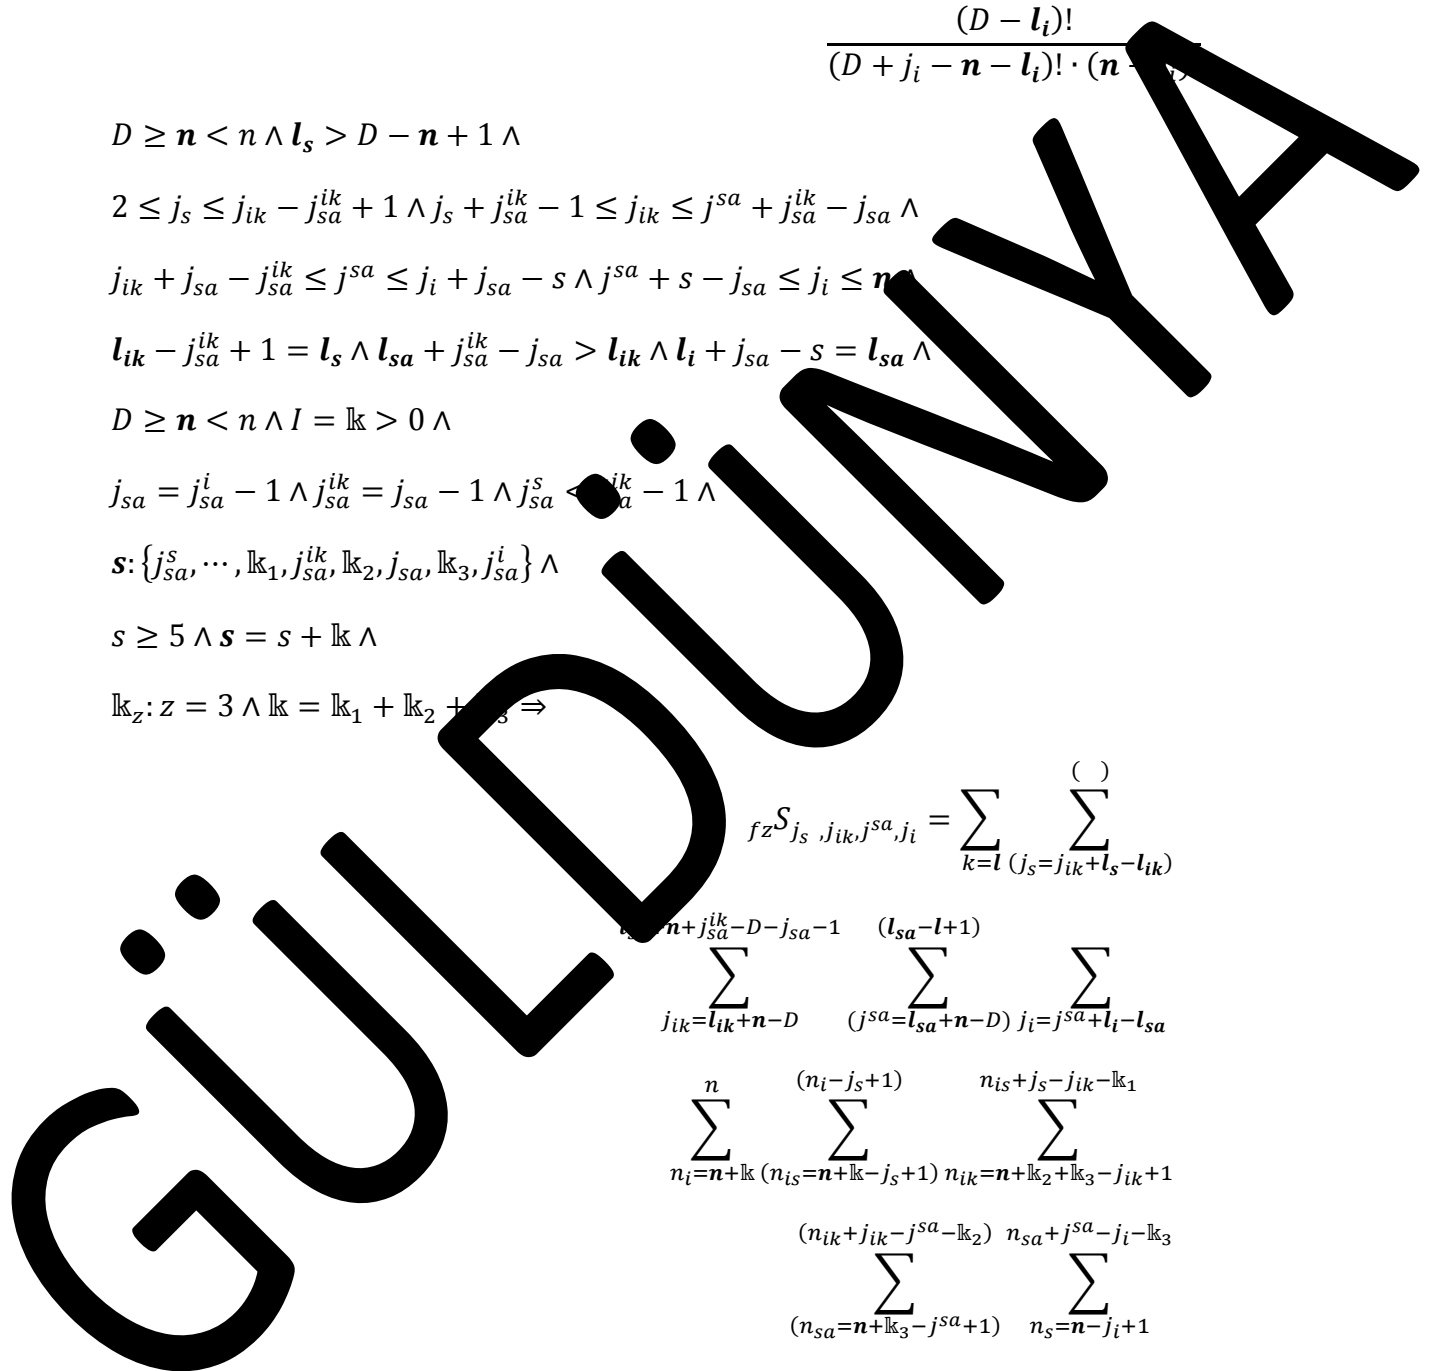 (D − l_i)!
(D + j_i − n − l_i)! · (n
D ≥ n < n ∧ l_s > D − n + 1 ∧
2 ≤ j_s ≤ j_ik − j_sa^ik + 1 ∧ j_s + j_sa^ik − 1 ≤ j_ik ≤ j^sa + j_sa^ik − j_sa ∧
j_ik + j_sa − j_sa^ik ≤ j^sa ≤ j_i + j_sa − s ∧ j^sa + s − j_sa ≤ j_i ≤ n ∧
l_ik − j_sa^ik + 1 = l_s ∧ l_sa + j_sa^ik − j_sa > l_ik ∧ l_i + j_sa − s = l_sa ∧
D ≥ n < n ∧ I = 𝕜 > 0 ∧
j_sa = j_sa^i − 1 ∧ j_sa^ik = j_sa − 1 ∧ j_sa^s < − 1 ∧
s: {j_sa^s, ⋯ , 𝕜_1, j_sa^ik, 𝕜_2, j_sa, 𝕜_3, j_sa^i} ∧
s ≥ 5 ∧ s = s + 𝕜 ∧
𝕜_z: z = 3 ∧ 𝕜 = 𝕜_1 + 𝕜_2 + ⇒
( )
fzS_{j_s ,j_ik,j^sa,j_i} = ∑ ∑
k=l (j_s=j_ik+l_s−l_ik)
n+j_sa^ik−D−j_sa−1 (l_sa−l+1)
∑ ∑ ∑
j_ik=l_ik+n−D (j^sa=l_sa+n−D) j_i=j^sa+l_i−l_sa
n (n_i−j_s+1) n_is+j_s−j_ik−𝕜_1
∑ ∑ ∑
n_i=n+𝕜 (n_is=n+𝕜−j_s+1) n_ik=n+𝕜_2+𝕜_3−j_ik+1
(n_ik+j_ik−j^sa−𝕜_2) n_sa+j^sa−j_i−𝕜_3
∑ ∑
(n_sa=n+𝕜_3−j^sa+1) n_s=n−j_i+1
GÜLDÜNYA